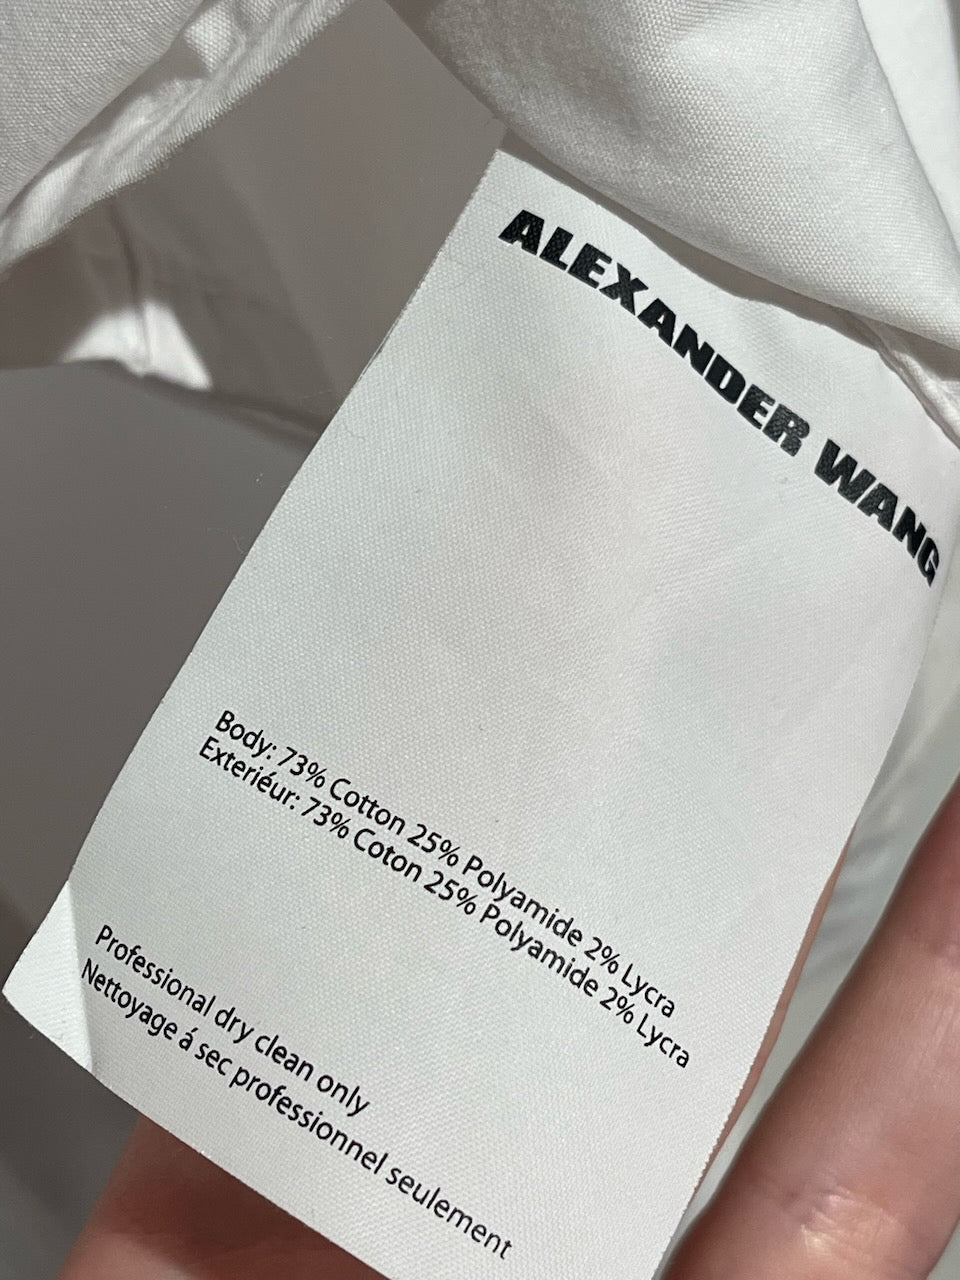 ALEXANDER WANG
Body: 73% Cotton 25% Polyamide 2% Lycra
Exteriéur: 73% Coton 25% Polyamide 2% Lycra
Professional dry clean only
Nettoyage á sec professionnel seulement